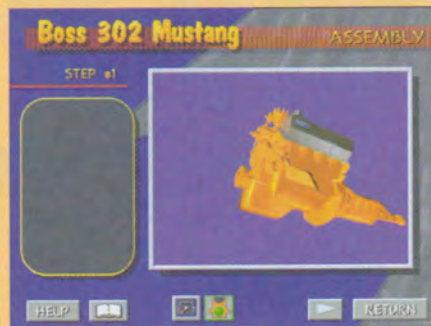 Boss 302 Mustang
ASSEMBLY
STEP #1
HELP
RETURN